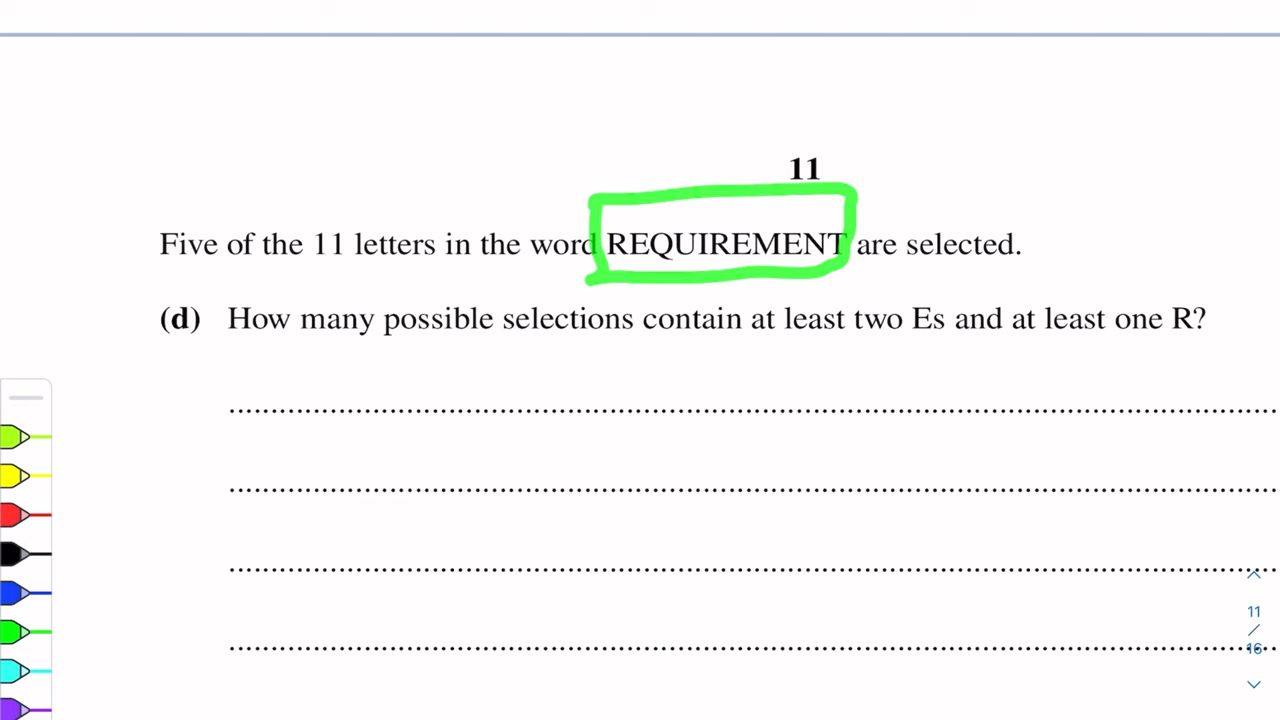 11
Five of the 11 letters in the word REQUIREMENT are selected.
(d) How many possible selections contain at least two Es and at least one R?
11
/
16